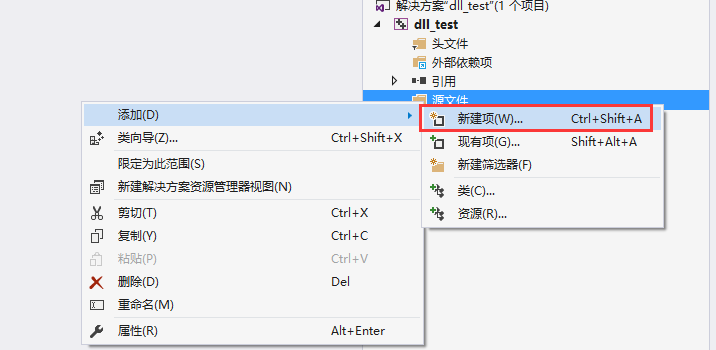 解决方案"dll_test"(1 个项目)
dll_test
头文件
外部依赖项
引用
源文件
添加(D)
类向导(Z)... Ctrl+Shift+X
限定为此范围(S)
新建解决方案资源管理器视图(N)
剪切(T) Ctrl+X
复制(Y) Ctrl+C
粘贴(P) Ctrl+V
删除(D) Del
重命名(M)
属性(R) Alt+Enter
新建项(W)... Ctrl+Shift+A
现有项(G)... Shift+Alt+A
新建筛选器(F)
类(C)...
资源(R)...